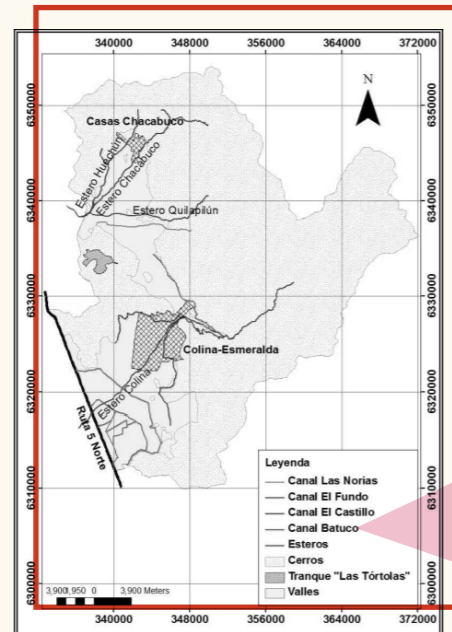 340000 348000 356000 364000 372000
6350000 6350000
N
Casas Chacabuco
Estero Huechún
Estero Chacabuco
6340000 6340000
Estero Quilapilún
6330000 6330000
Colina-Esmeralda
6320000 6320000
Estero Colina
Ruta 5 Norte
6310000 6310000
Leyenda
Canal Las Norias
Canal El Fundo
Canal El Castillo
Canal Batuco
Esteros
Cerros
Tranque "Las Tórtolas"
Valles
6300000 6300000
3,9001,950 0 3,900 Meters
340000 348000 356000 364000 372000